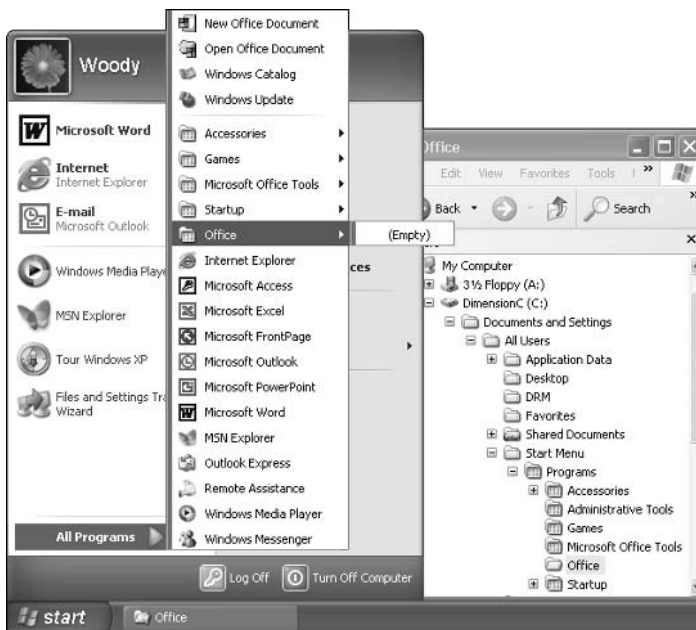 Woody
Microsoft Word
Internet
Internet Explorer
E-mail
Microsoft Outlook
Windows Media Playe
MSN Explorer
Tour Windows XP
Files and Settings Tra
Wizard
All Programs
New Office Document
Open Office Document
Windows Catalog
Windows Update
Accessories
Games
Microsoft Office Tools
Startup
Office
(Empty)
Internet Explorer
Microsoft Access
Microsoft Excel
Microsoft FrontPage
Microsoft Outlook
Microsoft PowerPoint
Microsoft Word
MSN Explorer
Outlook Express
Remote Assistance
Windows Media Player
Windows Messenger
Log Off
Turn Off Computer
Office
Edit View Favorites Tools
Back
Search
My Computer
3½ Floppy (A:)
DimensionC (C:)
Documents and Settings
All Users
Application Data
Desktop
DRM
Favorites
Shared Documents
Start Menu
Programs
Accessories
Administrative Tools
Games
Microsoft Office Tools
Office
Startup
start
Office